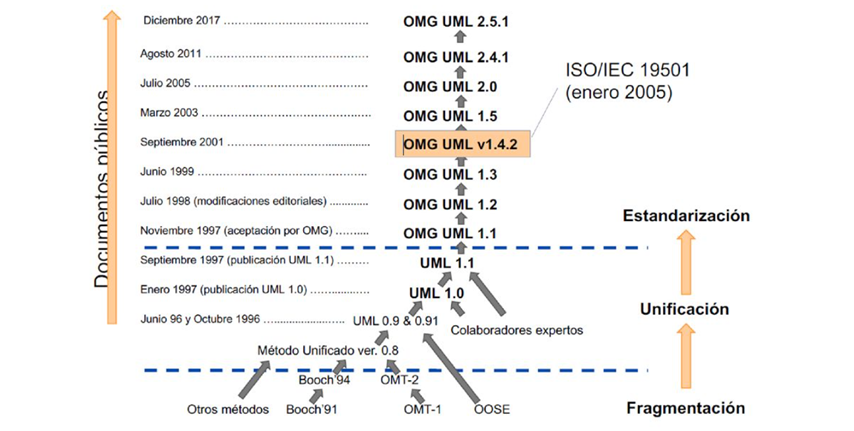 Documentos públicos
Diciembre 2017 ........................... OMG UML 2.5.1
Agosto 2011 ............................. OMG UML 2.4.1
Julio 2005 ................................ OMG UML 2.0
ISO/IEC 19501
(enero 2005)
Marzo 2003 .............................. OMG UML 1.5
Septiembre 2001 ....................... OMG UML v1.4.2
Junio 1999 ............................... OMG UML 1.3
Julio 1998 (modificaciones editoriales) ........... OMG UML 1.2
Estandarización
Noviembre 1997 (aceptación por OMG) ......... OMG UML 1.1
Septiembre 1997 (publicación UML 1.1) ......... UML 1.1
Enero 1997 (publicación UML 1.0) ................ UML 1.0
Unificación
Junio 96 y Octubre 1996 ..................... UML 0.9 & 0.91
Colaboradores expertos
Método Unificado ver. 0.8
Booch'94 OMT-2
Otros métodos Booch'91 OMT-1 OOSE
Fragmentación